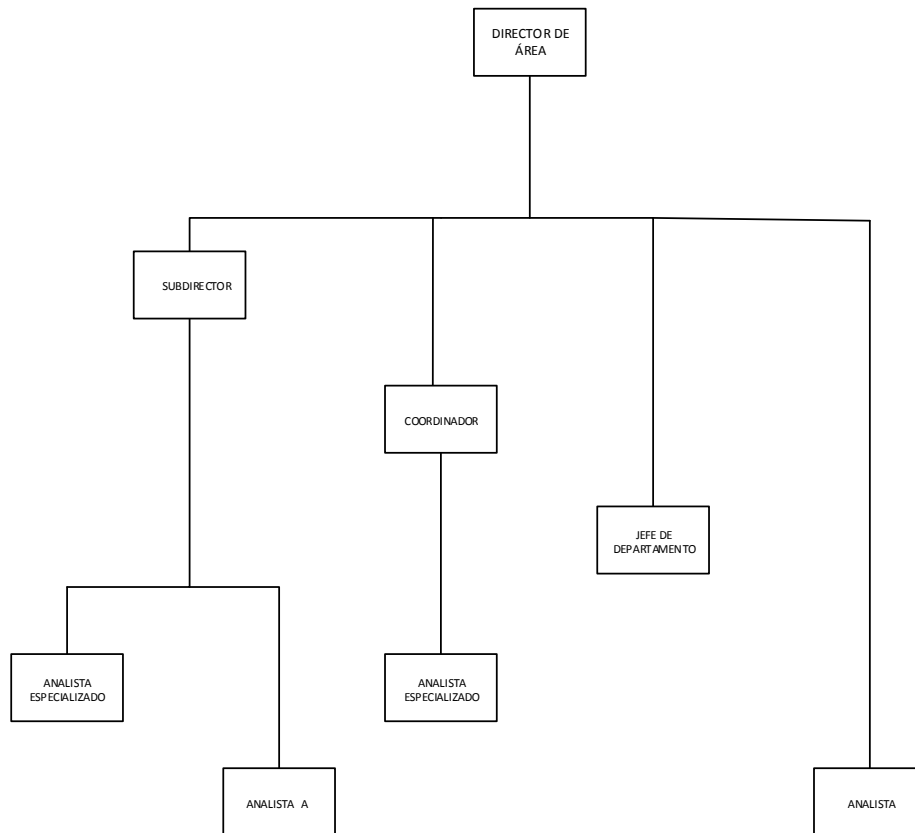 DIRECTOR DE
ÁREA
SUBDIRECTOR
COORDINADOR
JEFE DE
DEPARTAMENTO
ANALISTA
ESPECIALIZADO
ANALISTA
ESPECIALIZADO
ANALISTA A
ANALISTA